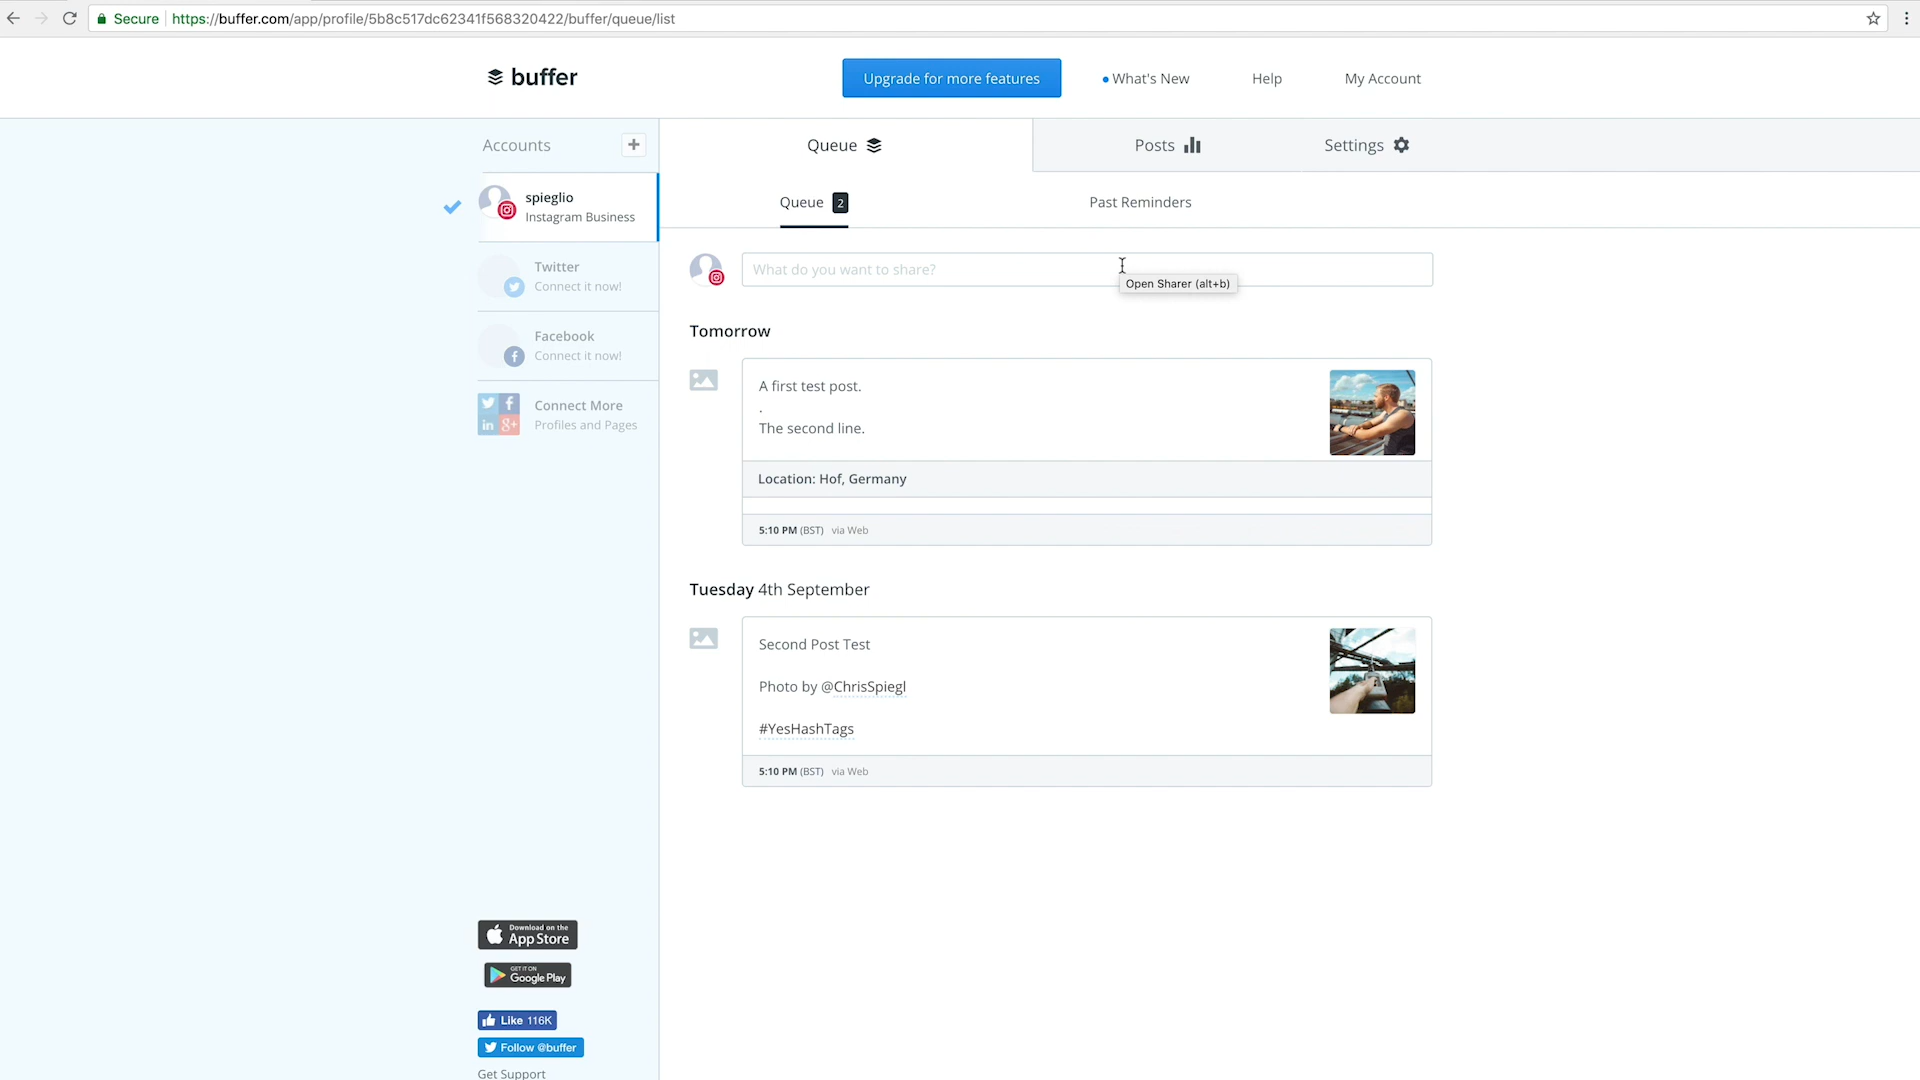 Secure https://buffer.com/app/profile/5b8c517dc62341f568320422/buffer/queue/list
buffer
Upgrade for more features
What's New
Help
My Account
Accounts
+
Queue
Posts
Settings
spieglio
Instagram Business
Queue 2
Past Reminders
Twitter
Connect it now!
What do you want to share?
Open Sharer (alt+b)
Facebook
Connect it now!
Connect More
Profiles and Pages
Tomorrow
A first test post.
.
The second line.
Location: Hof, Germany
5:10 PM (BST) via Web
Tuesday 4th September
Second Post Test
Photo by @ChrisSpiegl
#YesHashTags
5:10 PM (BST) via Web
Download on the
App Store
GET IT ON
Google Play
Like 116K
Follow @buffer
Get Support